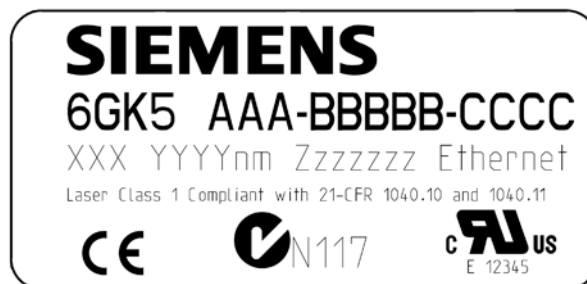 SIEMENS
6GK5 AAA-BBBBB-CCCC
XXX YYYYnm Zzzzzzz Ethernet
Laser Class 1 Compliant with 21-CFR 1040.10 and 1040.11
CE N117 C RU US
E 12345